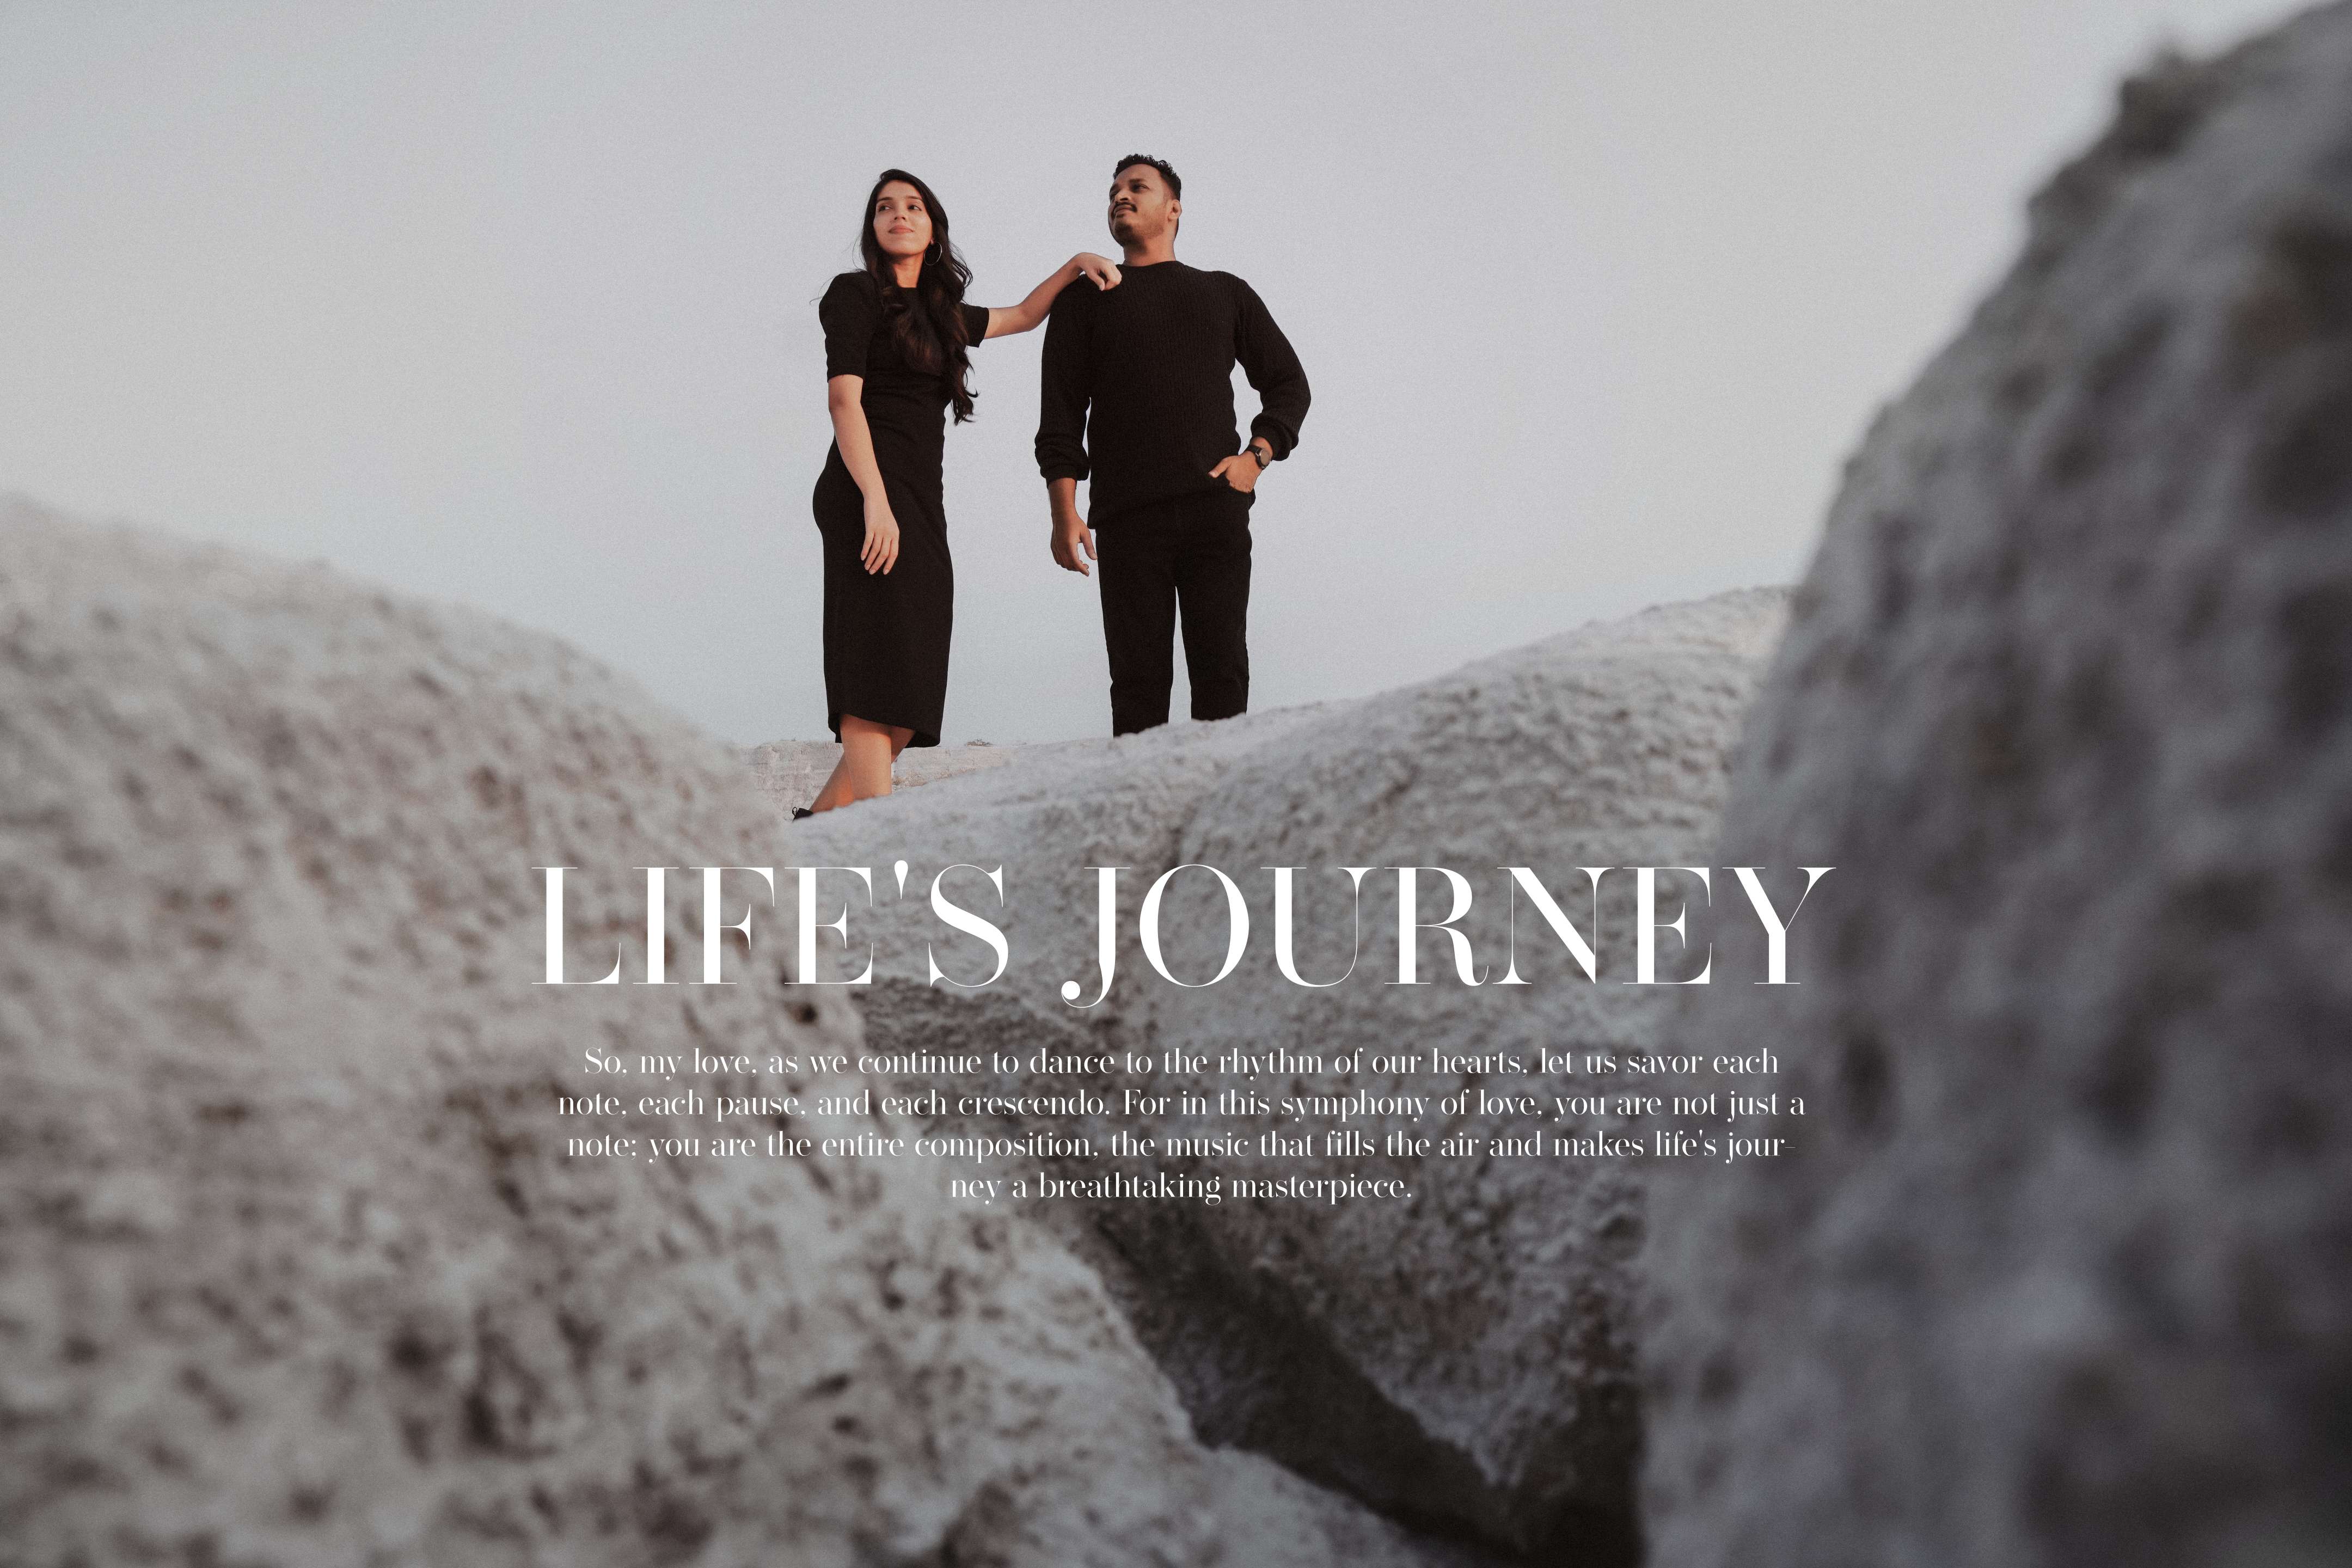 LIFE'S JOURNEY
So, my love, as we continue to dance to the rhythm of our hearts, let us savor each
note, each pause, and each crescendo. For in this symphony of love, you are not just a
note; you are the entire composition, the music that fills the air and makes life's jour-
ney a breathtaking masterpiece.